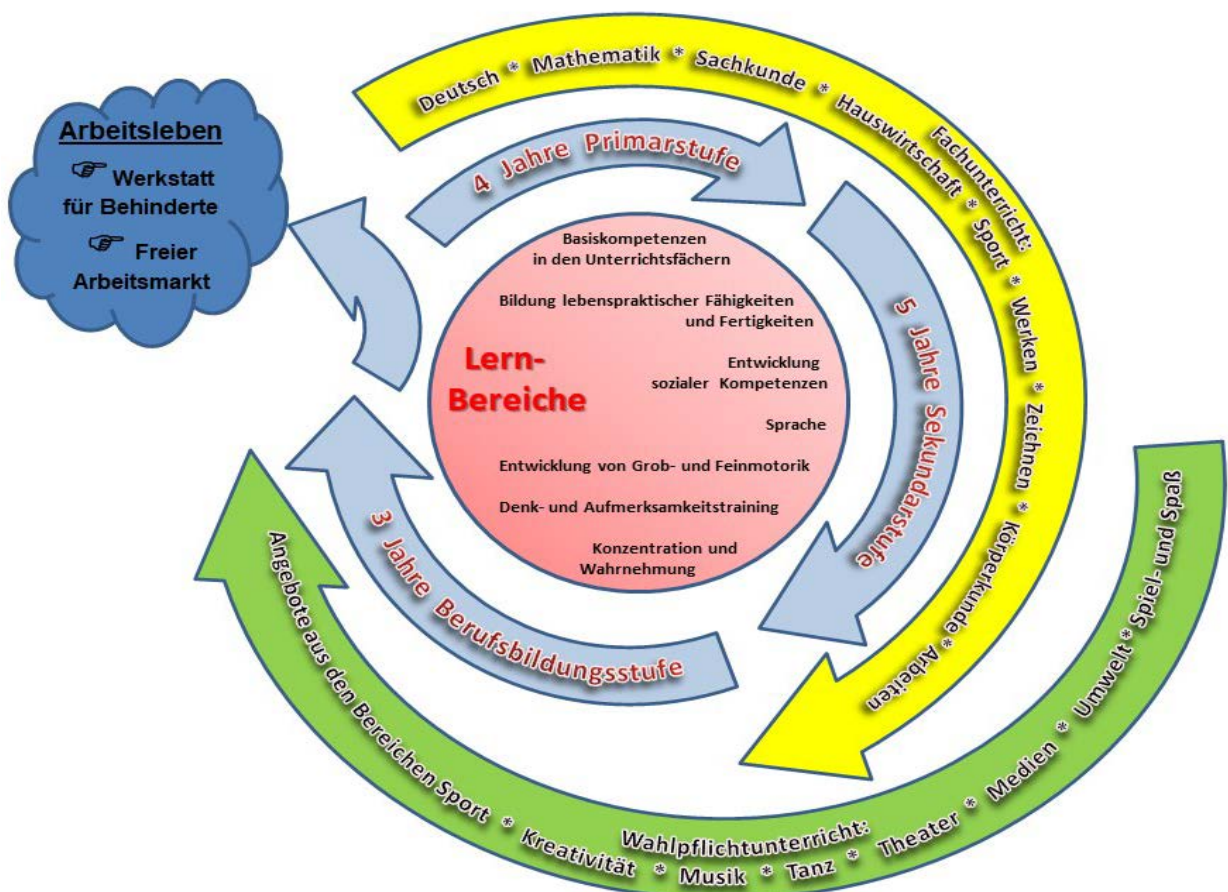 Arbeitsleben
☞ Werkstatt
für Behinderte
☞ Freier
Arbeitsmarkt
Fachunterricht:
Deutsch * Mathematik * Sachkunde * Hauswirtschaft * Sport * Werken * Zeichnen * Körperkunde * Arbeiten
4 Jahre Primarstufe
5 Jahre Sekundarstufe
3 Jahre Berufsbildungsstufe
Lern-
Bereiche
Basiskompetenzen
in den Unterrichtsfächern
Bildung lebenspraktischer Fähigkeiten
und Fertigkeiten
Entwicklung
sozialer Kompetenzen
Sprache
Entwicklung von Grob- und Feinmotorik
Denk- und Aufmerksamkeitstraining
Konzentration und
Wahrnehmung
Wahlpflichtunterricht:
Angebote aus den Bereichen Sport * Kreativität * Musik * Tanz * Theater * Medien * Umwelt * Spiel- und Spaß